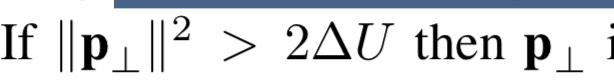 If ‖p⊥‖² > 2ΔU then p⊥